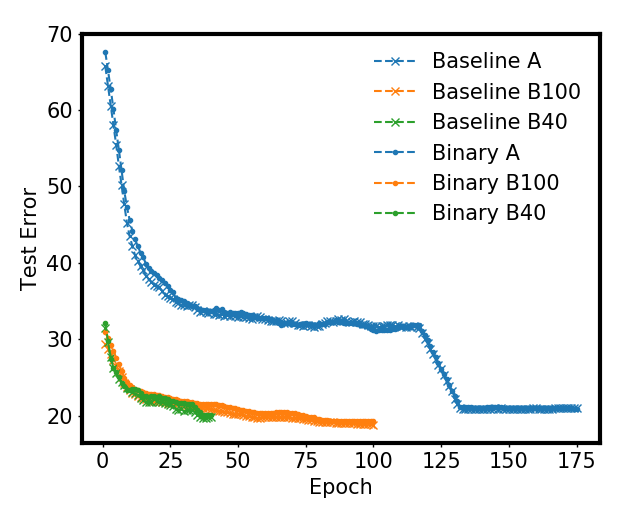 70
60
50
40
30
20
Test Error
Baseline A
Baseline B100
Baseline B40
Binary A
Binary B100
Binary B40
0 25 50 75 100 125 150 175
Epoch